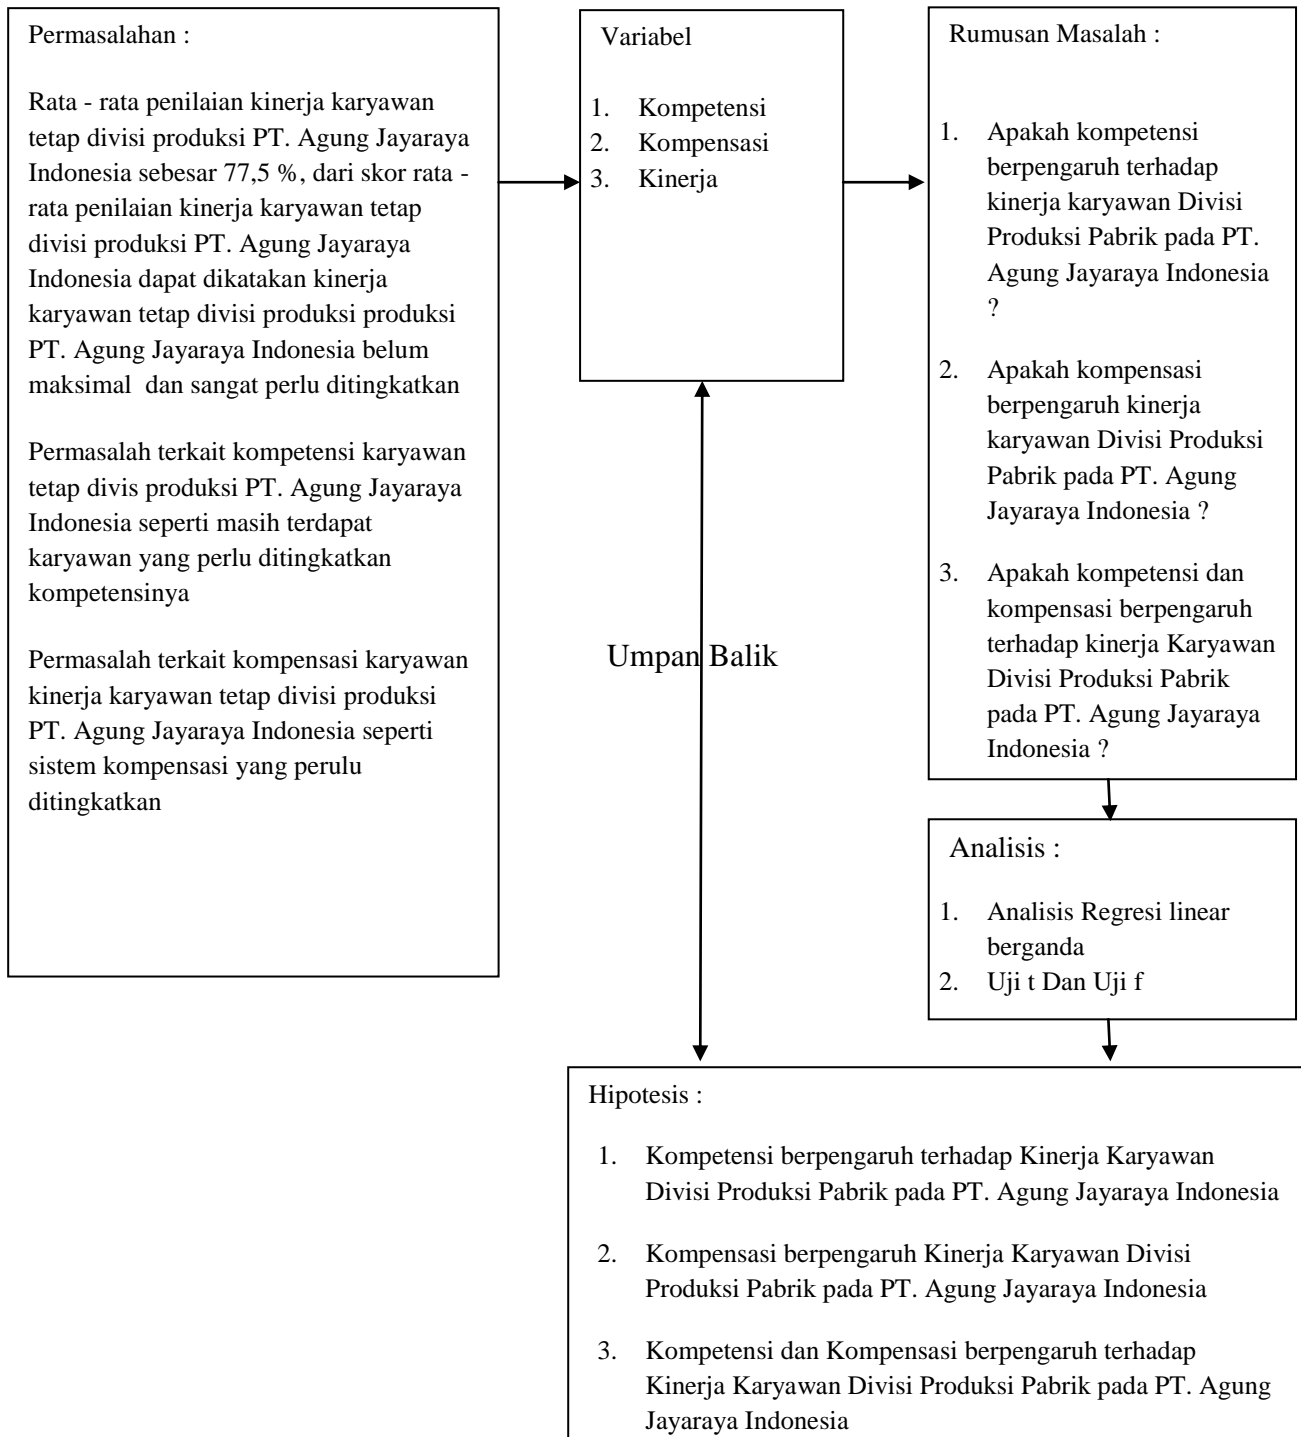 Permasalahan :
Rata - rata penilaian kinerja karyawan
tetap divisi produksi PT. Agung Jayaraya
Indonesia sebesar 77,5 %, dari skor rata -
rata penilaian kinerja karyawan tetap
divisi produksi PT. Agung Jayaraya
Indonesia dapat dikatakan kinerja
karyawan tetap divisi produksi produksi
PT. Agung Jayaraya Indonesia belum
maksimal dan sangat perlu ditingkatkan
Permasalah terkait kompetensi karyawan
tetap divis produksi PT. Agung Jayaraya
Indonesia seperti masih terdapat
karyawan yang perlu ditingkatkan
kompetensinya
Permasalah terkait kompensasi karyawan
kinerja karyawan tetap divisi produksi
PT. Agung Jayaraya Indonesia seperti
sistem kompensasi yang perulu
ditingkatkan
Variabel
1. Kompetensi
2. Kompensasi
3. Kinerja
Rumusan Masalah :
1. Apakah kompetensi
berpengaruh terhadap
kinerja karyawan Divisi
Produksi Pabrik pada PT.
Agung Jayaraya Indonesia
?
2. Apakah kompensasi
berpengaruh kinerja
karyawan Divisi Produksi
Pabrik pada PT. Agung
Jayaraya Indonesia ?
3. Apakah kompetensi dan
kompensasi berpengaruh
terhadap kinerja Karyawan
Divisi Produksi Pabrik
pada PT. Agung Jayaraya
Indonesia ?
Umpan Balik
Analisis :
1. Analisis Regresi linear
berganda
2. Uji t Dan Uji f
Hipotesis :
1. Kompetensi berpengaruh terhadap Kinerja Karyawan
Divisi Produksi Pabrik pada PT. Agung Jayaraya Indonesia
2. Kompensasi berpengaruh Kinerja Karyawan Divisi
Produksi Pabrik pada PT. Agung Jayaraya Indonesia
3. Kompetensi dan Kompensasi berpengaruh terhadap
Kinerja Karyawan Divisi Produksi Pabrik pada PT. Agung
Jayaraya Indonesia